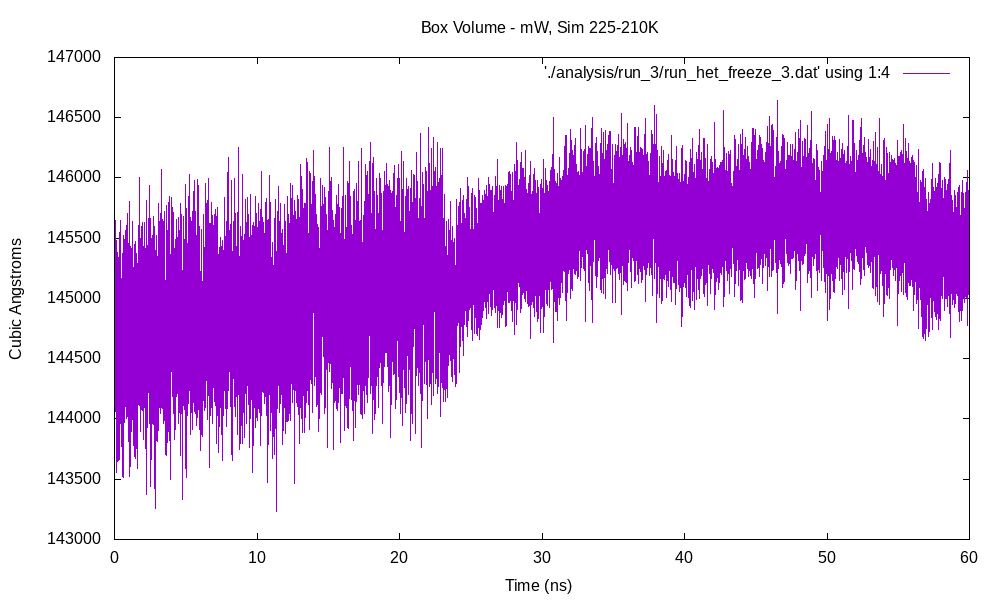 Box Volume - mW, Sim 225-210K
'./analysis/run_3/run_het_freeze_3.dat' using 1:4
147000
146500
146000
145500
145000
144500
144000
143500
143000
Cubic Angstroms
0 10 20 30 40 50 60
Time (ns)